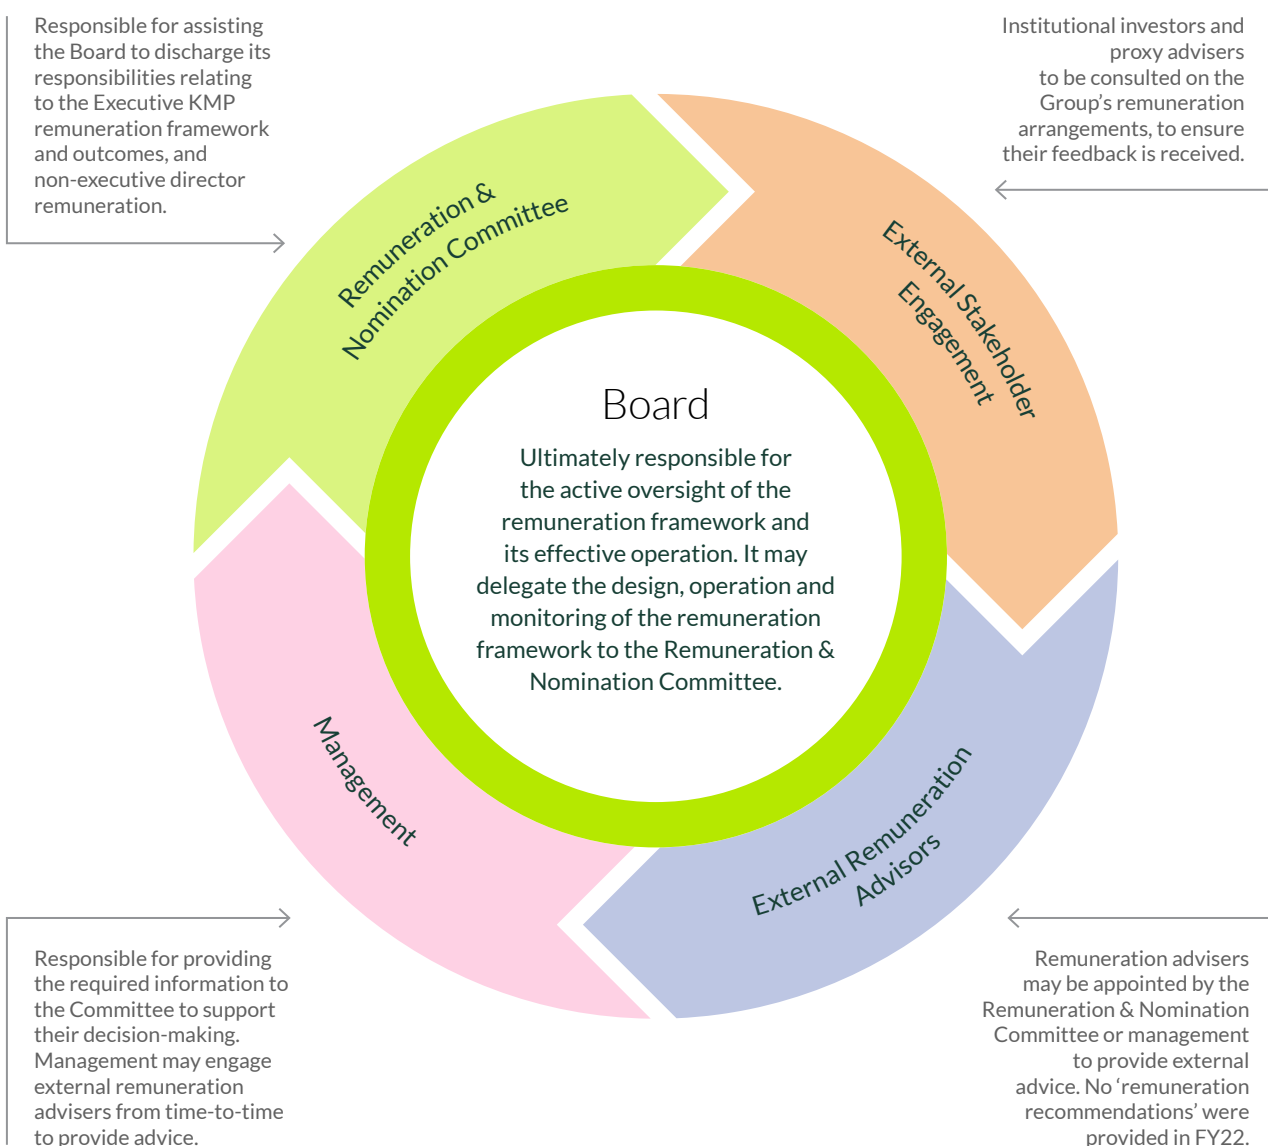 Responsible for assisting
the Board to discharge its
responsibilities relating
to the Executive KMP
remuneration framework
and outcomes, and
non-executive director
remuneration.
Institutional investors and
proxy advisers
to be consulted on the
Group’s remuneration
arrangements, to ensure
their feedback is received.
Remuneration &
Nomination Committee
External Stakeholder
Engagement
Board
Ultimately responsible for
the active oversight of the
remuneration framework and
its effective operation. It may
delegate the design, operation and
monitoring of the remuneration
framework to the Remuneration &
Nomination Committee.
Management
External Remuneration
Advisors
Responsible for providing
the required information to
the Committee to support
their decision-making.
Management may engage
external remuneration
advisers from time-to-time
to provide advice.
Remuneration advisers
may be appointed by the
Remuneration & Nomination
Committee or management
to provide external
advice. No ‘remuneration
recommendations’ were
provided in FY22.